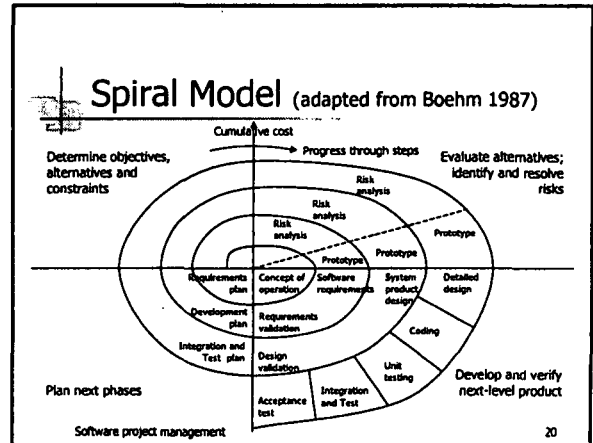 Spiral Model (adapted from Boehm 1987)
Cumulative cost
Progress through steps
Determine objectives,
alternatives and
constraints
Evaluate alternatives;
identify and resolve
risks
Risk
analysis
Risk
analysis
Risk
analysis
Prototype
Prototype
Prototype
Requirements
plan
Concept of
operation
Software
requirements
System
product
design
Detailed
design
Development
plan
Requirements
validation
Coding
Integration and
Test plan
Design
validation
Unit
testing
Integration
and Test
Acceptance
test
Plan next phases
Develop and verify
next-level product
Software project management
20